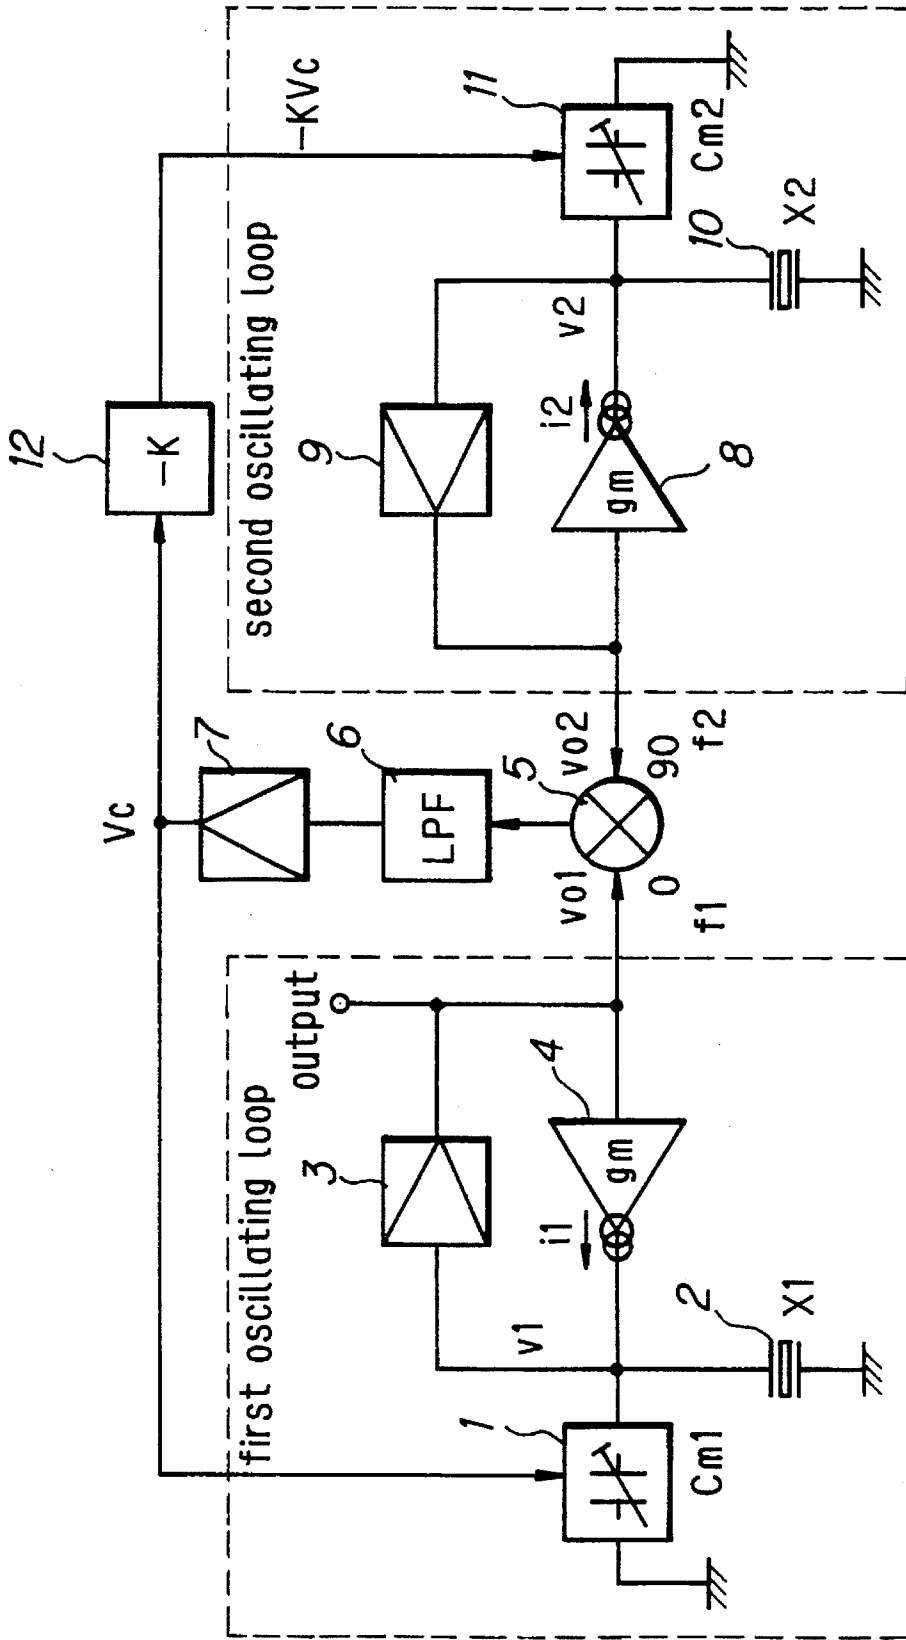 Vc
12
-K
-KVc
first oscillating loop
second oscillating loop
output
7
6
LPF
3
9
1
v1
i1
4
gm
vo1
5
vo2
gm
i2
8
v2
11
Cm1
2
X1
0
f1
90
f2
10
X2
Cm2